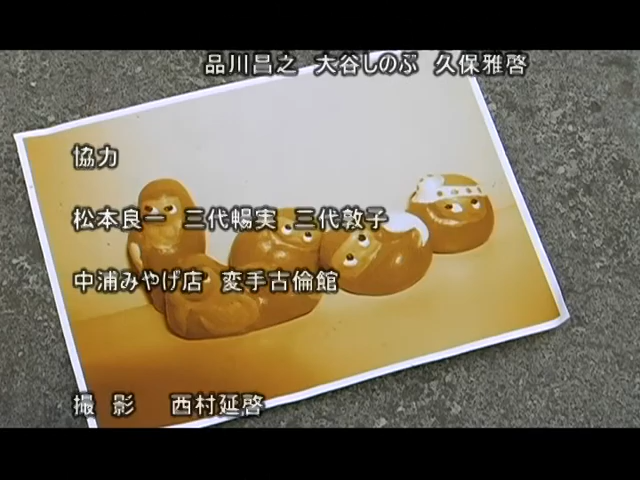 品川昌之 大谷しのぶ 久保雅啓
協力
松本良一 三代暢実 三代敦子
中浦みやげ店 変手古倫館
撮 影 西村延啓